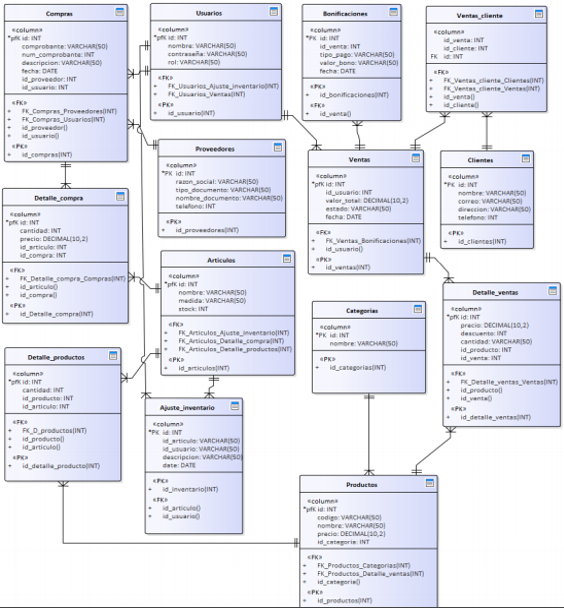 Compras
«column»
*pfK id: INT
comprobante: VARCHAR(50)
num_comprobante: INT
descripcion: VARCHAR(50)
fecha: DATE
id_proveedor: INT
id_usuario: INT
«FK»
+ FK_Compras_Proveedores(INT)
+ FK_Compras_Usuarios(INT)
+ id_proveedor()
+ id_usuario()
«PK»
+ id_compras(INT)
Usuarios
«column»
*pfK id: INT
nombre: VARCHAR(50)
contraseña: VARCHAR(50)
rol: VARCHAR(50)
«FK»
+ FK_Usuarios_Ajuste_inventario(INT)
+ FK_Usuarios_Ventas(INT)
«PK»
+ id_usuario(INT)
Bonificaciones
«column»
*PK id: INT
id_venta: INT
tipo_pago: VARCHAR(50)
valor_bono: VARCHAR(50)
fecha: DATE
«PK»
+ id_bonificaciones(INT)
«FK»
+ id_venta()
Ventas_cliente
«column»
id_venta: INT
id_cliente: INT
FK id: INT
«FK»
+ FK_Ventas_cliente_Clientes(INT)
+ FK_Ventas_cliente_Ventas(INT)
+ id_venta()
+ id_cliente()
Proveedores
«column»
*PK id: INT
razon_social: VARCHAR(50)
tipo_documento: VARCHAR(50)
nombre_documento: VARCHAR(50)
telefono: INT
«PK»
+ id_proveedores(INT)
Ventas
«column»
*pfK id: INT
id_usuario: INT
valor_total: DECIMAL(10,2)
estado: VARCHAR(50)
fecha: DATE
«FK»
+ FK_Ventas_Bonificaciones(INT)
+ id_usuario()
«PK»
+ id_ventas(INT)
Clientes
«column»
*PK id: INT
nombre: VARCHAR(50)
correo: VARCHAR(50)
direccion: VARCHAR(50)
telefono: INT
«PK»
+ id_clientes(INT)
Detalle_compra
«column»
*pfK id: INT
cantidad: INT
precio: DECIMAL(10,2)
id_articulo: INT
id_compra: INT
«FK»
+ FK_Detalle_compra_Compras(INT)
+ id_articulo()
+ id_compra()
«PK»
+ id_Detalle_compra(INT)
Articulos
«column»
*pfK id: INT
nombre: VARCHAR(50)
medida: VARCHAR(50)
stock: INT
«FK»
+ FK_Articulos_Ajuste_inventario(INT)
+ FK_Articulos_Detalle_compra(INT)
+ FK_Articulos_Detalle_productos(INT)
«PK»
+ id_articulos(INT)
Categorias
«column»
*PK id: INT
nombre: VARCHAR(50)
«PK»
+ id_categorias(INT)
Detalle_ventas
«column»
*pfK id: INT
precio: DECIMAL(10,2)
descuento: INT
cantidad: VARCHAR(50)
id_producto: INT
id_venta: INT
«FK»
+ FK_Detalle_ventas_Ventas(INT)
+ id_producto()
+ id_venta()
«PK»
+ id_detalle_ventas(INT)
Detalle_productos
«column»
*pfK id: INT
cantidad: INT
id_producto: INT
id_articulo: INT
«FK»
+ FK_D_productos(INT)
+ id_producto()
+ id_articulo()
«PK»
+ id_detalle_producto(INT)
Ajuste_inventario
«column»
*PK id: INT
id_articulo: VARCHAR(50)
id_usuario: VARCHAR(50)
descripcion: VARCHAR(50)
date: DATE
«PK»
+ id_inventario(INT)
«FK»
+ id_articulo()
+ id_usuario()
Productos
«column»
*pfK id: INT
codigo: VARCHAR(50)
nombre: VARCHAR(50)
precio: DECIMAL(10,2)
id_categoria: INT
«FK»
+ FK_Productos_Categorias(INT)
+ FK_Productos_Detalle_ventas(INT)
+ id_categoria()
«PK»
+ id_productos(INT)